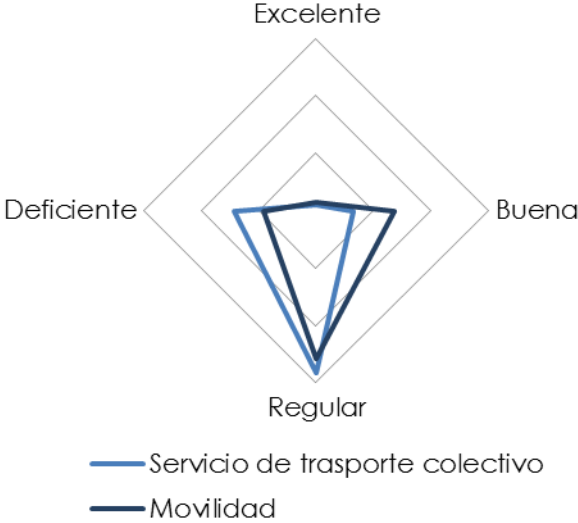 Excelente
Deficiente
Buena
Regular
Servicio de trasporte colectivo
Movilidad